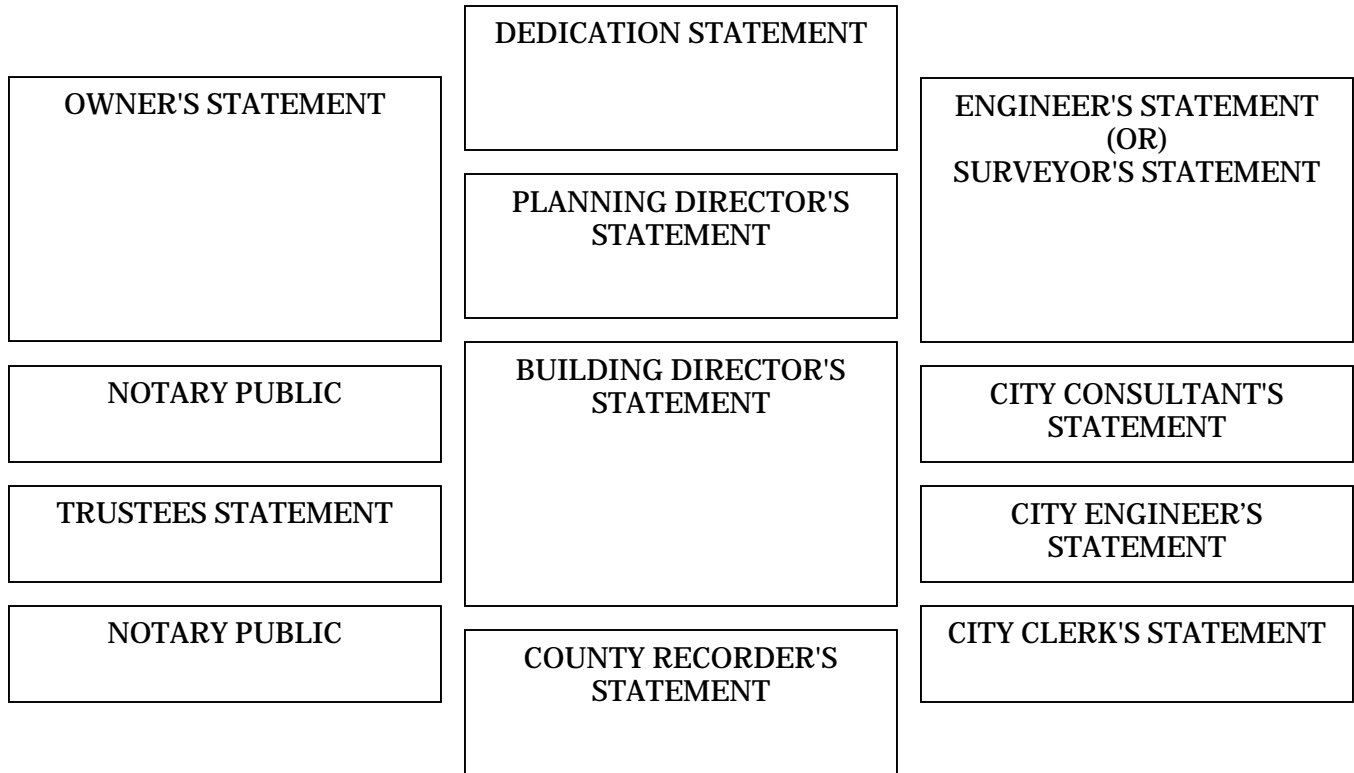 DEDICATION STATEMENT
OWNER'S STATEMENT
ENGINEER'S STATEMENT
(OR)
SURVEYOR'S STATEMENT
PLANNING DIRECTOR'S
STATEMENT
BUILDING DIRECTOR'S
STATEMENT
NOTARY PUBLIC
CITY CONSULTANT'S
STATEMENT
TRUSTEES STATEMENT
CITY ENGINEER’S
STATEMENT
NOTARY PUBLIC
CITY CLERK'S STATEMENT
COUNTY RECORDER'S
STATEMENT